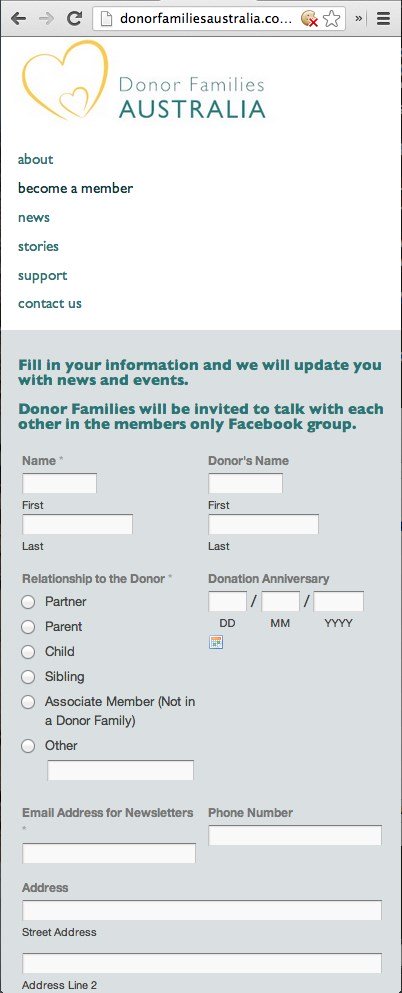 donorfamiliesaustralia.co...
Donor Families
AUSTRALIA
about
become a member
news
stories
support
contact us
Fill in your information and we will update you
with news and events.
Donor Families will be invited to talk with each
other in the members only Facebook group.
Name *
First
Last
Donor's Name
First
Last
Relationship to the Donor *
Partner
Parent
Child
Sibling
Associate Member (Not in
a Donor Family)
Other
Donation Anniversary
/ /
DD MM YYYY
Email Address for Newsletters
*
Phone Number
Address
Street Address
Address Line 2